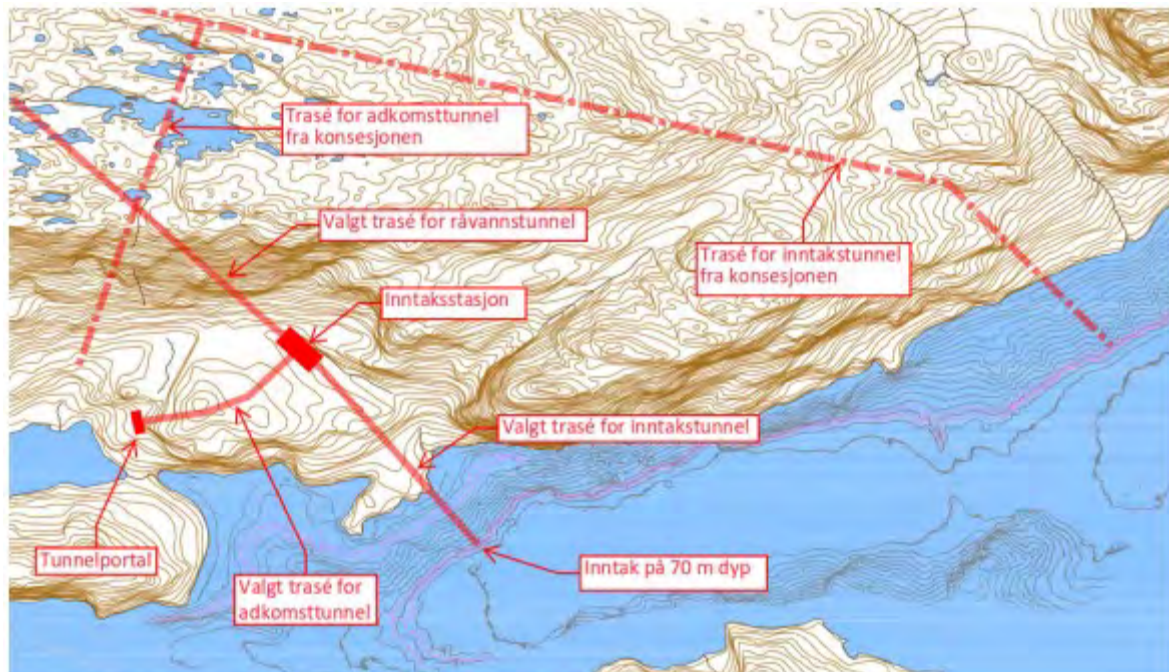 Trasé for adkomsttunnel
fra konsesjonen
Valgt trasé for råvannstunnel
Trasé for inntakstunnel
fra konsesjonen
Inntaksstasjon
Valgt trasé for inntakstunnel
Tunnelportal
Valgt trasé for
adkomsttunnel
Inntak på 70 m dyp